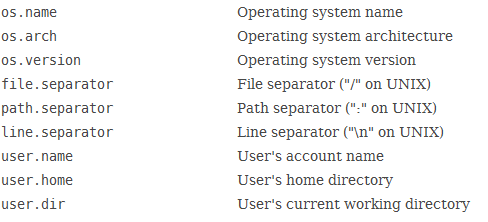 os.name Operating system name
os.arch Operating system architecture
os.version Operating system version
file.separator File separator ("/" on UNIX)
path.separator Path separator (":" on UNIX)
line.separator Line separator ("\n" on UNIX)
user.name User's account name
user.home User's home directory
user.dir User's current working directory